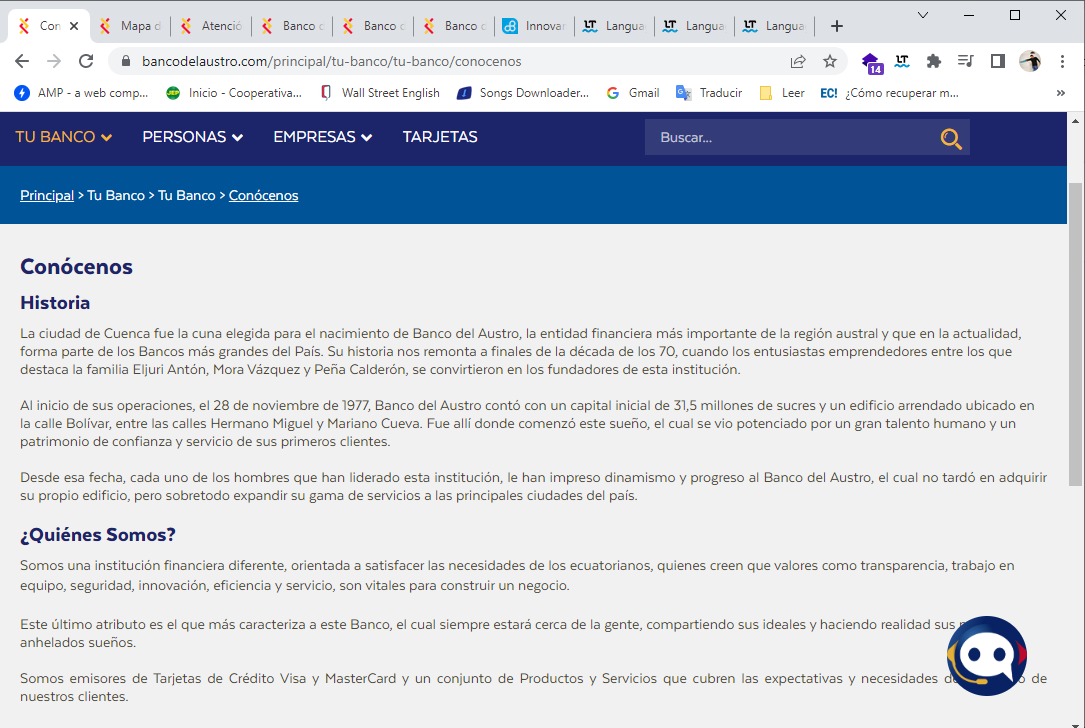 Con
Mapa d
Atenció
Banco c
Banco c
Banco c
Innovar
Langua
Langua
Langua
bancodelaustro.com/principal/tu-banco/tu-banco/conocenos
14
LT
AMP - a web comp...
JEP
Inicio - Cooperativa...
Wall Street English
Songs Downloader...
Gmail
Traducir
Leer
EC!
¿Cómo recuperar m...
»
TU BANCO
PERSONAS
EMPRESAS
TARJETAS
Buscar...
Principal > Tu Banco > Tu Banco > Conócenos
Conócenos
Historia
La ciudad de Cuenca fue la cuna elegida para el nacimiento de Banco del Austro, la entidad financiera más importante de la región austral y que en la actualidad,
forma parte de los Bancos más grandes del País. Su historia nos remonta a finales de la década de los 70, cuando los entusiastas emprendedores entre los que
destaca la familia Eljuri Antón, Mora Vázquez y Peña Calderón, se convirtieron en los fundadores de esta institución.
Al inicio de sus operaciones, el 28 de noviembre de 1977, Banco del Austro contó con un capital inicial de 31,5 millones de sucres y un edificio arrendado ubicado en
la calle Bolívar, entre las calles Hermano Miguel y Mariano Cueva. Fue allí donde comenzó este sueño, el cual se vio potenciado por un gran talento humano y un
patrimonio de confianza y servicio de sus primeros clientes.
Desde esa fecha, cada uno de los hombres que han liderado esta institución, le han impreso dinamismo y progreso al Banco del Austro, el cual no tardó en adquirir
su propio edificio, pero sobretodo expandir su gama de servicios a las principales ciudades del país.
¿Quiénes Somos?
Somos una institución financiera diferente, orientada a satisfacer las necesidades de los ecuatorianos, quienes creen que valores como transparencia, trabajo en
equipo, seguridad, innovación, eficiencia y servicio, son vitales para construir un negocio.
Este último atributo es el que más caracteriza a este Banco, el cual siempre estará cerca de la gente, compartiendo sus ideales y haciendo realidad sus
anhelados sueños.
Somos emisores de Tarjetas de Crédito Visa y MasterCard y un conjunto de Productos y Servicios que cubren las expectativas y necesidades de
nuestros clientes.